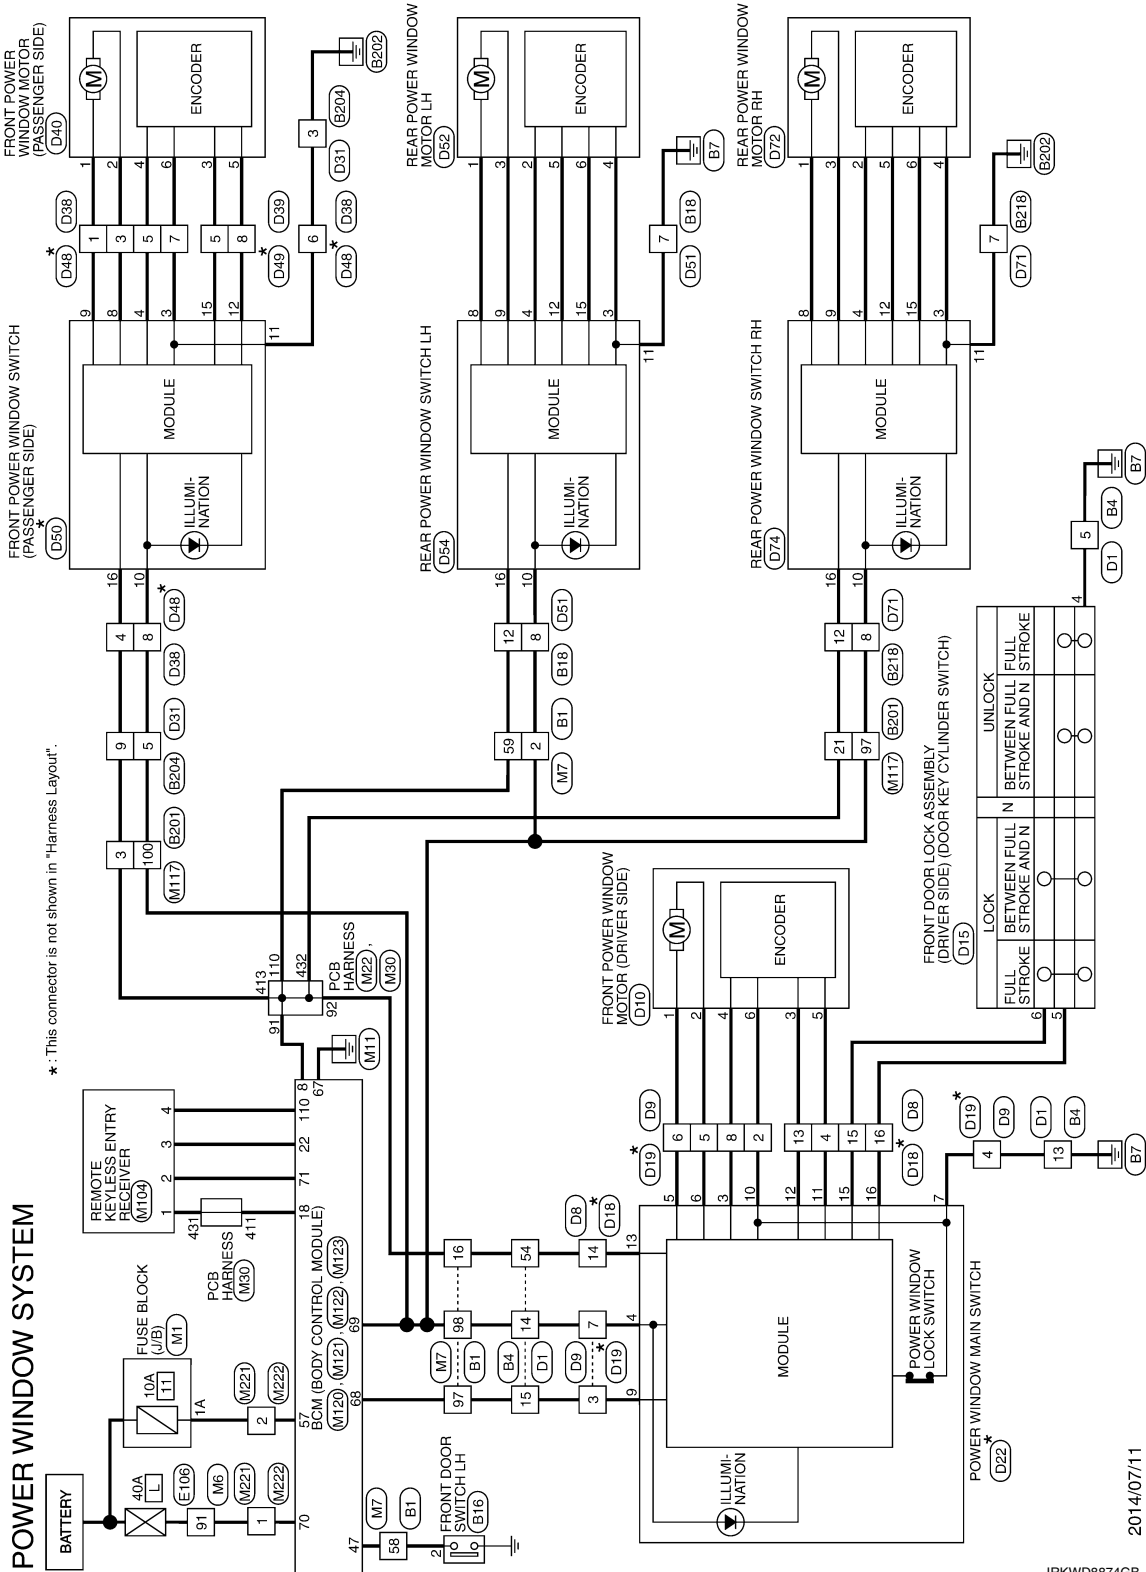 POWER WINDOW SYSTEM
* : This connector is not shown in "Harness Layout".
BATTERY
40A
L
E106
91
M6
M221
1
M222
70
FUSE BLOCK
(J/B)
M1
10A
11
1A
M221
2
M222
57
REMOTE
KEYLESS ENTRY
RECEIVER
M104
1
2
3
4
431
411
PCB
HARNESS
M30
18
71
22
110
8
67
M11
BCM (BODY CONTROL MODULE)
M120 , M121 , M122 , M123
47
68
69
M7
58
B1
2
FRONT DOOR
SWITCH LH
B16
91
413
110
432
92
PCB
HARNESS
M22 ,
M30
M117
3
100
B201
B204
9
5
D31
D38
4
8
D48
*
16
10
FRONT POWER WINDOW SWITCH
(PASSENGER SIDE)
*
D50
ILLUMI-
NATION
MODULE
9
8
4
3
15
12
11
*
D48
D38
1
3
5
7
*
D49
D39
5
8
*
D48
D38
6
1
2
4
6
3
5
FRONT POWER
WINDOW MOTOR
(PASSENGER SIDE)
D40
M
ENCODER
D31
3
B204
B202
M7
59
2
B1
B18
12
8
D51
16
10
REAR POWER WINDOW SWITCH LH
D54
ILLUMI-
NATION
MODULE
8
9
4
12
15
3
11
D51
7
B18
B7
1
3
2
5
6
4
REAR POWER WINDOW
MOTOR LH
D52
M
ENCODER
M117
21
97
B201
B218
12
8
D71
16
10
REAR POWER WINDOW SWITCH RH
D74
ILLUMI-
NATION
MODULE
8
9
4
12
15
3
11
D71
7
B218
B202
1
3
2
5
6
4
REAR POWER WINDOW
MOTOR RH
D72
M
ENCODER
M7
B1
97
98
16
B4
D1
15
14
54
D9
*
D19
3
7
D8
*
D18
14
9
4
13
POWER WINDOW MAIN SWITCH
*
D22
ILLUMI-
NATION
MODULE
POWER WINDOW
LOCK SWITCH
5
6
3
10
12
11
15
16
7
*
D19
D9
6
5
8
2
13
4
15
16
*
D18
D8
1
2
4
6
3
5
FRONT POWER WINDOW
MOTOR (DRIVER SIDE)
D10
M
ENCODER
*
D19
4
D9
D1
13
B4
B7
FRONT DOOR LOCK ASSEMBLY
(DRIVER SIDE) (DOOR KEY CYLINDER SWITCH)
D15
LOCK
N
UNLOCK
FULL
STROKE
BETWEEN FULL
STROKE AND N
BETWEEN FULL
STROKE AND N
FULL
STROKE
6
5
4
D1
5
B4
B7
2014/07/11